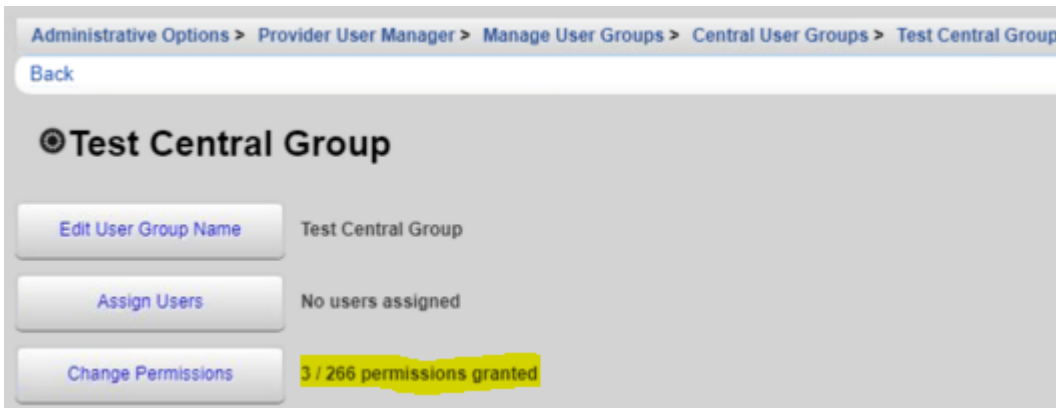 Administrative Options > Provider User Manager > Manage User Groups > Central User Groups > Test Central Group
Back
Test Central Group
Edit User Group Name Test Central Group
Assign Users No users assigned
Change Permissions 3 / 266 permissions granted